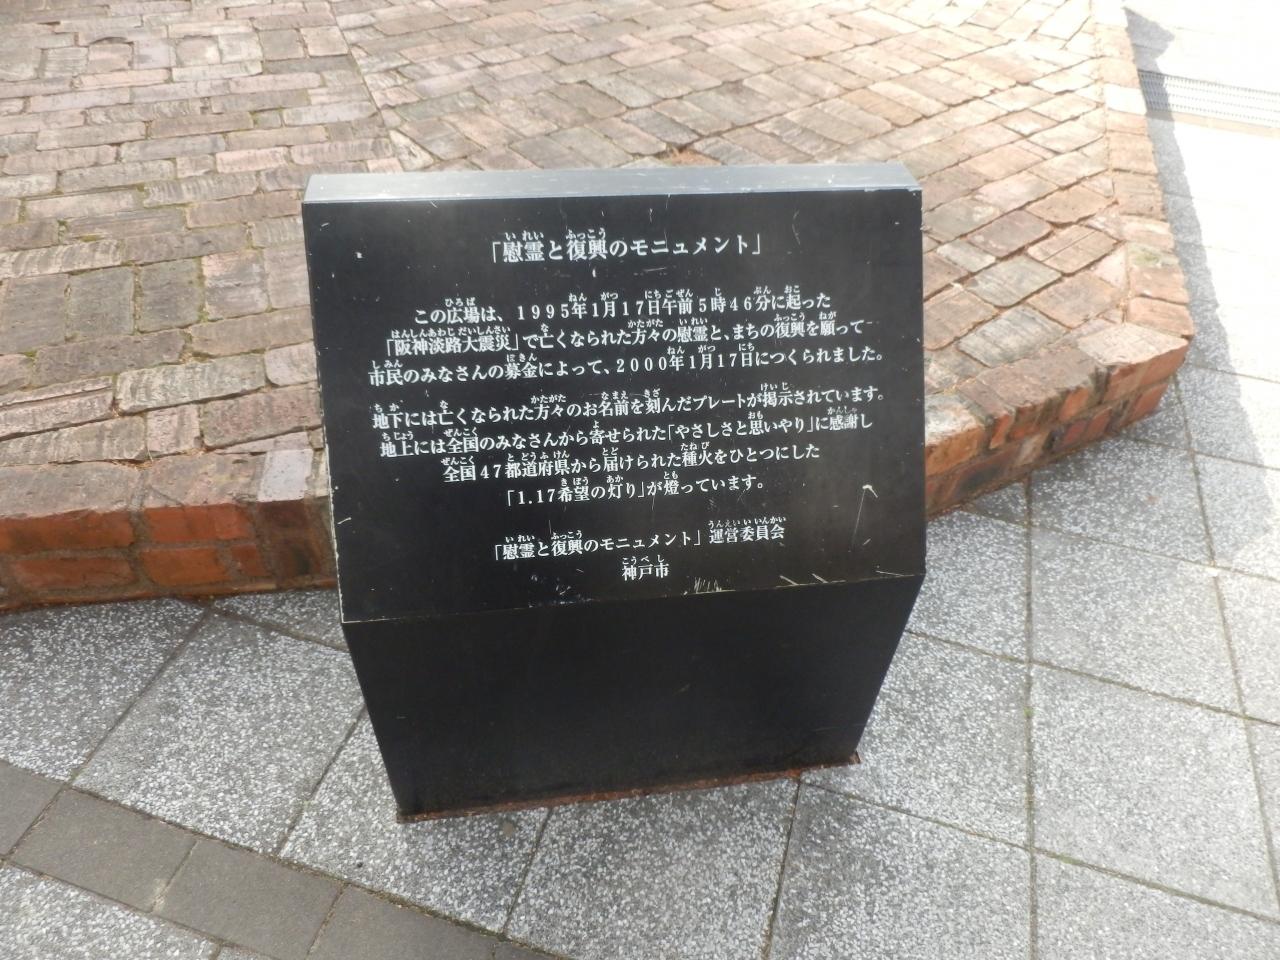 「慰霊と復興のモニュメント」
この広場は、1995年1月17日午前5時46分に起った
「阪神淡路大震災」で亡くなられた方々の慰霊と、まちの復興を願って
市民のみなさんの募金によって、2000年1月17日につくられました。
地下には亡くなられた方々のお名前を刻んだプレートが掲示されています。
地上には全国のみなさんから寄せられた「やさしさと思いやり」に感謝し
全国47都道府県から届けられた種火をひとつにした
「1.17希望の灯り」が燈っています。
「慰霊と復興のモニュメント」運営委員会
神戸市